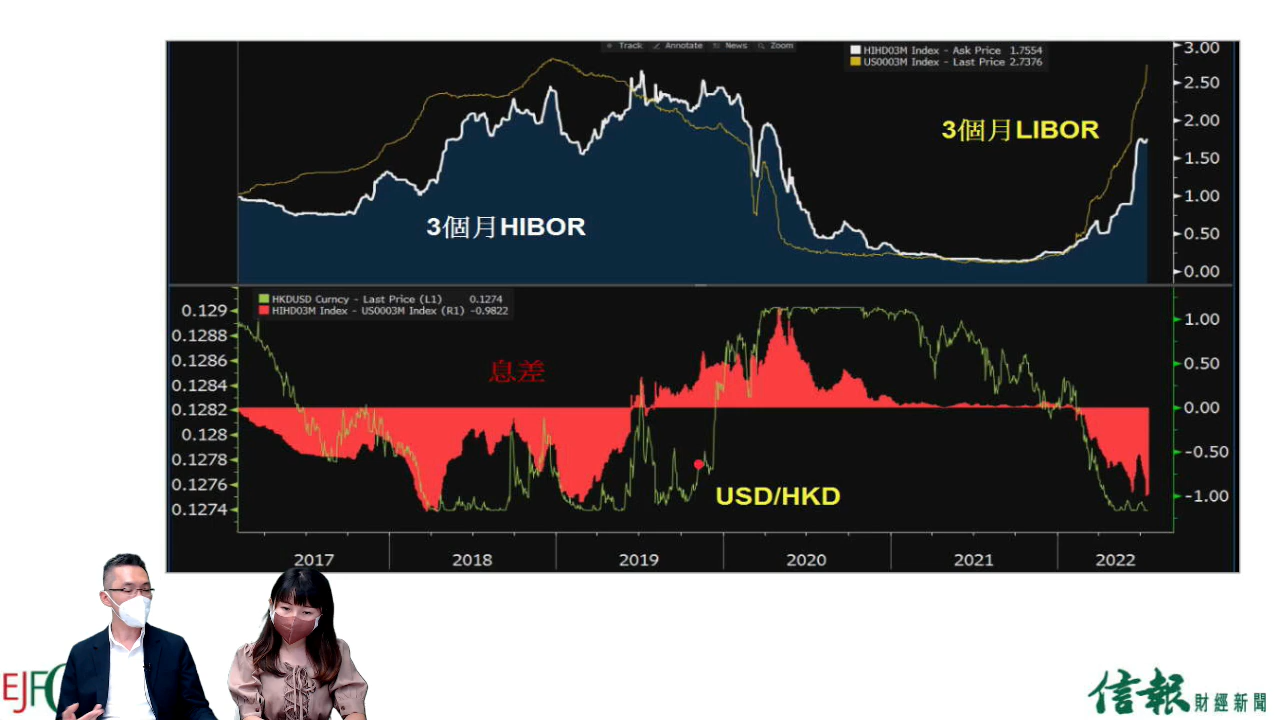 Track Annotate News Zoom
HIHD03M Index - Ask Price 1.7554
US0003M Index - Last Price 2.7376
3.00
2.50
2.00
1.50
1.00
0.50
0.00
3個月LIBOR
3個月HIBOR
HKDUSD Curncy - Last Price (L1) 0.1274
HIHD03M Index - US0003M Index (R1) -0.9822
0.129
0.1288
0.1286
0.1284
0.1282
0.128
0.1278
0.1276
0.1274
息差
USD/HKD
1.00
0.50
0.00
-0.50
-1.00
2017 2018 2019 2020 2021 2022
EJF
信報 財經新聞